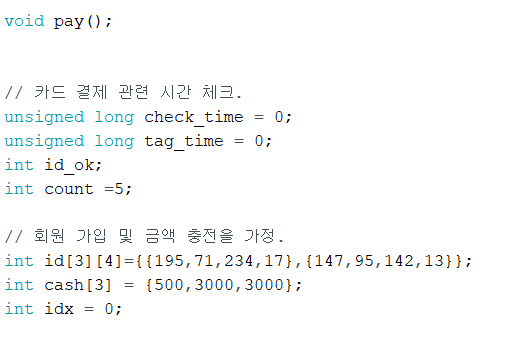 void pay();
// 카드 결제 관련 시간 체크.
unsigned long check_time = 0;
unsigned long tag_time = 0;
int id_ok;
int count =5;
// 회원 가입 및 금액 충전을 가정.
int id[3][4]={{195,71,234,17},{147,95,142,13}};
int cash[3] = {500,3000,3000};
int idx = 0;